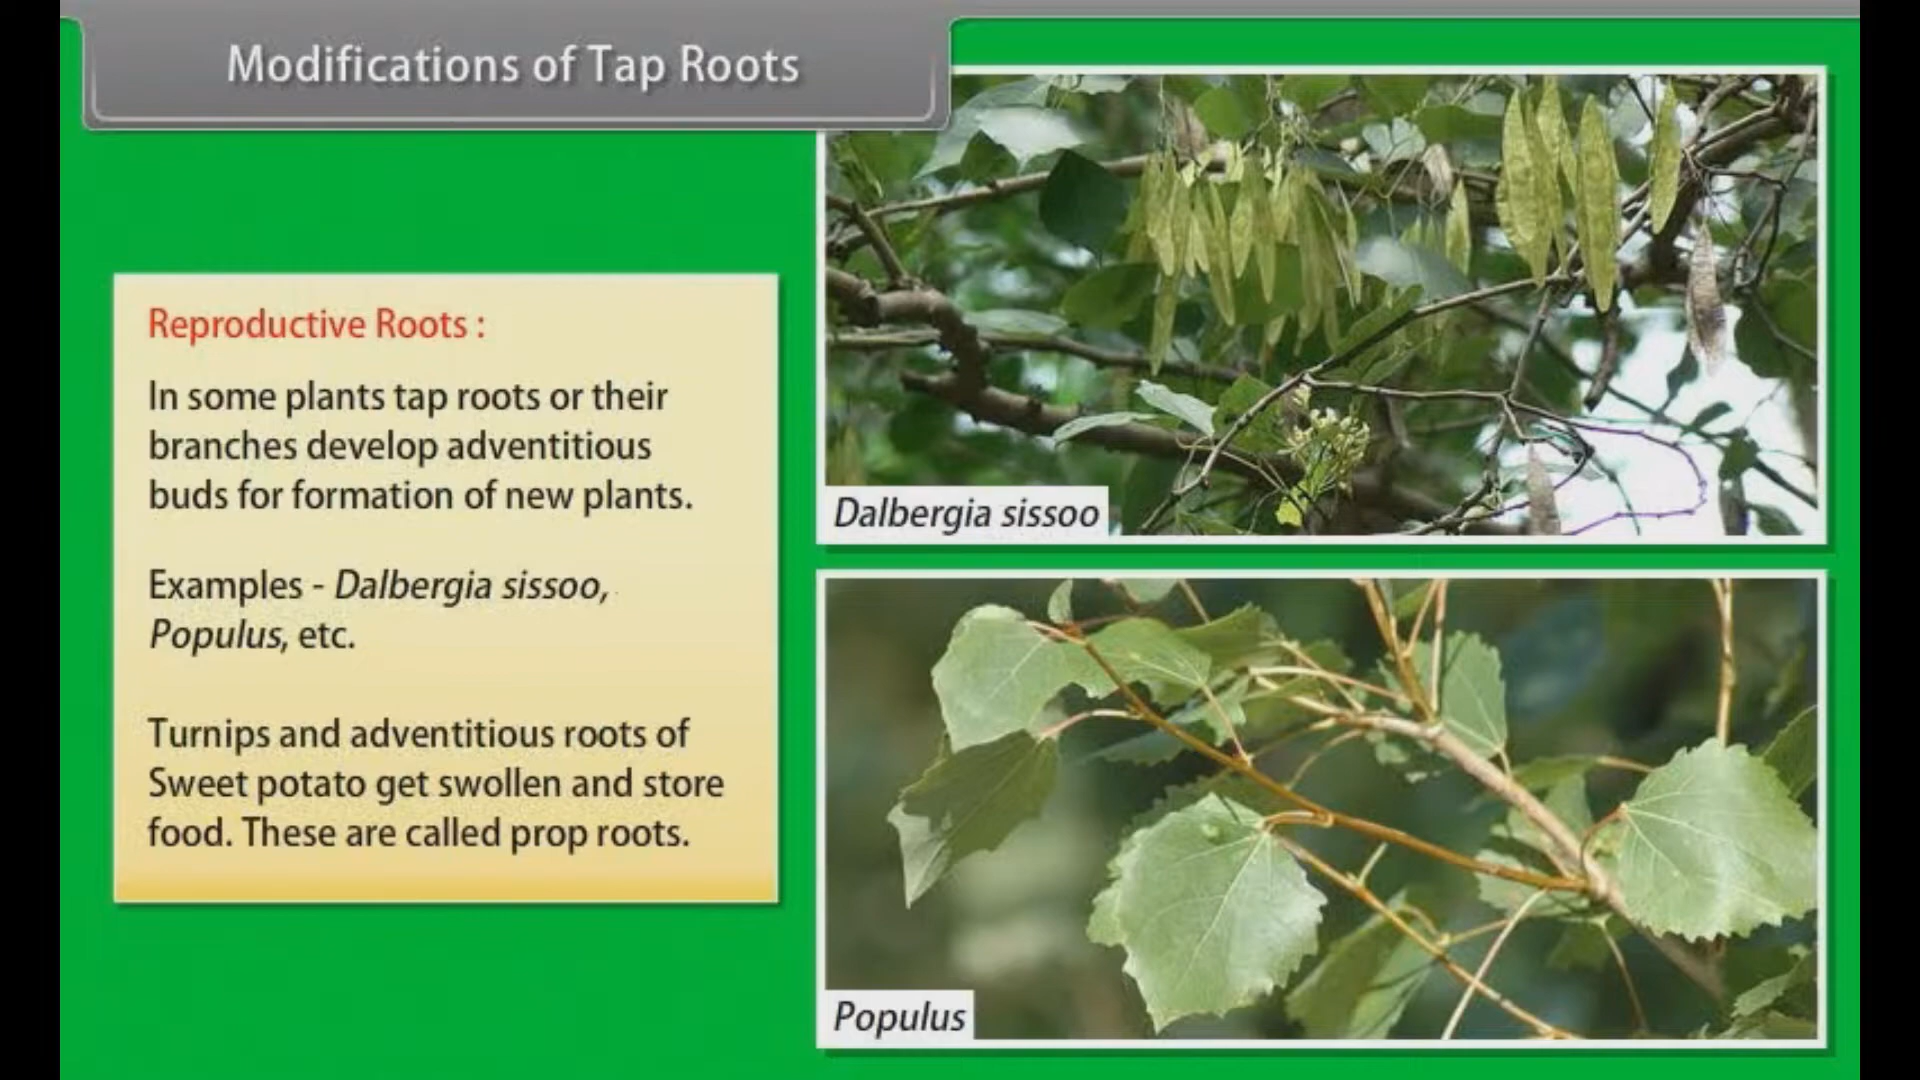 Modifications of Tap Roots
Reproductive Roots :
In some plants tap roots or their
branches develop adventitious
buds for formation of new plants.
Examples - Dalbergia sissoo,
Populus, etc.
Turnips and adventitious roots of
Sweet potato get swollen and store
food. These are called prop roots.
Dalbergia sissoo
Populus